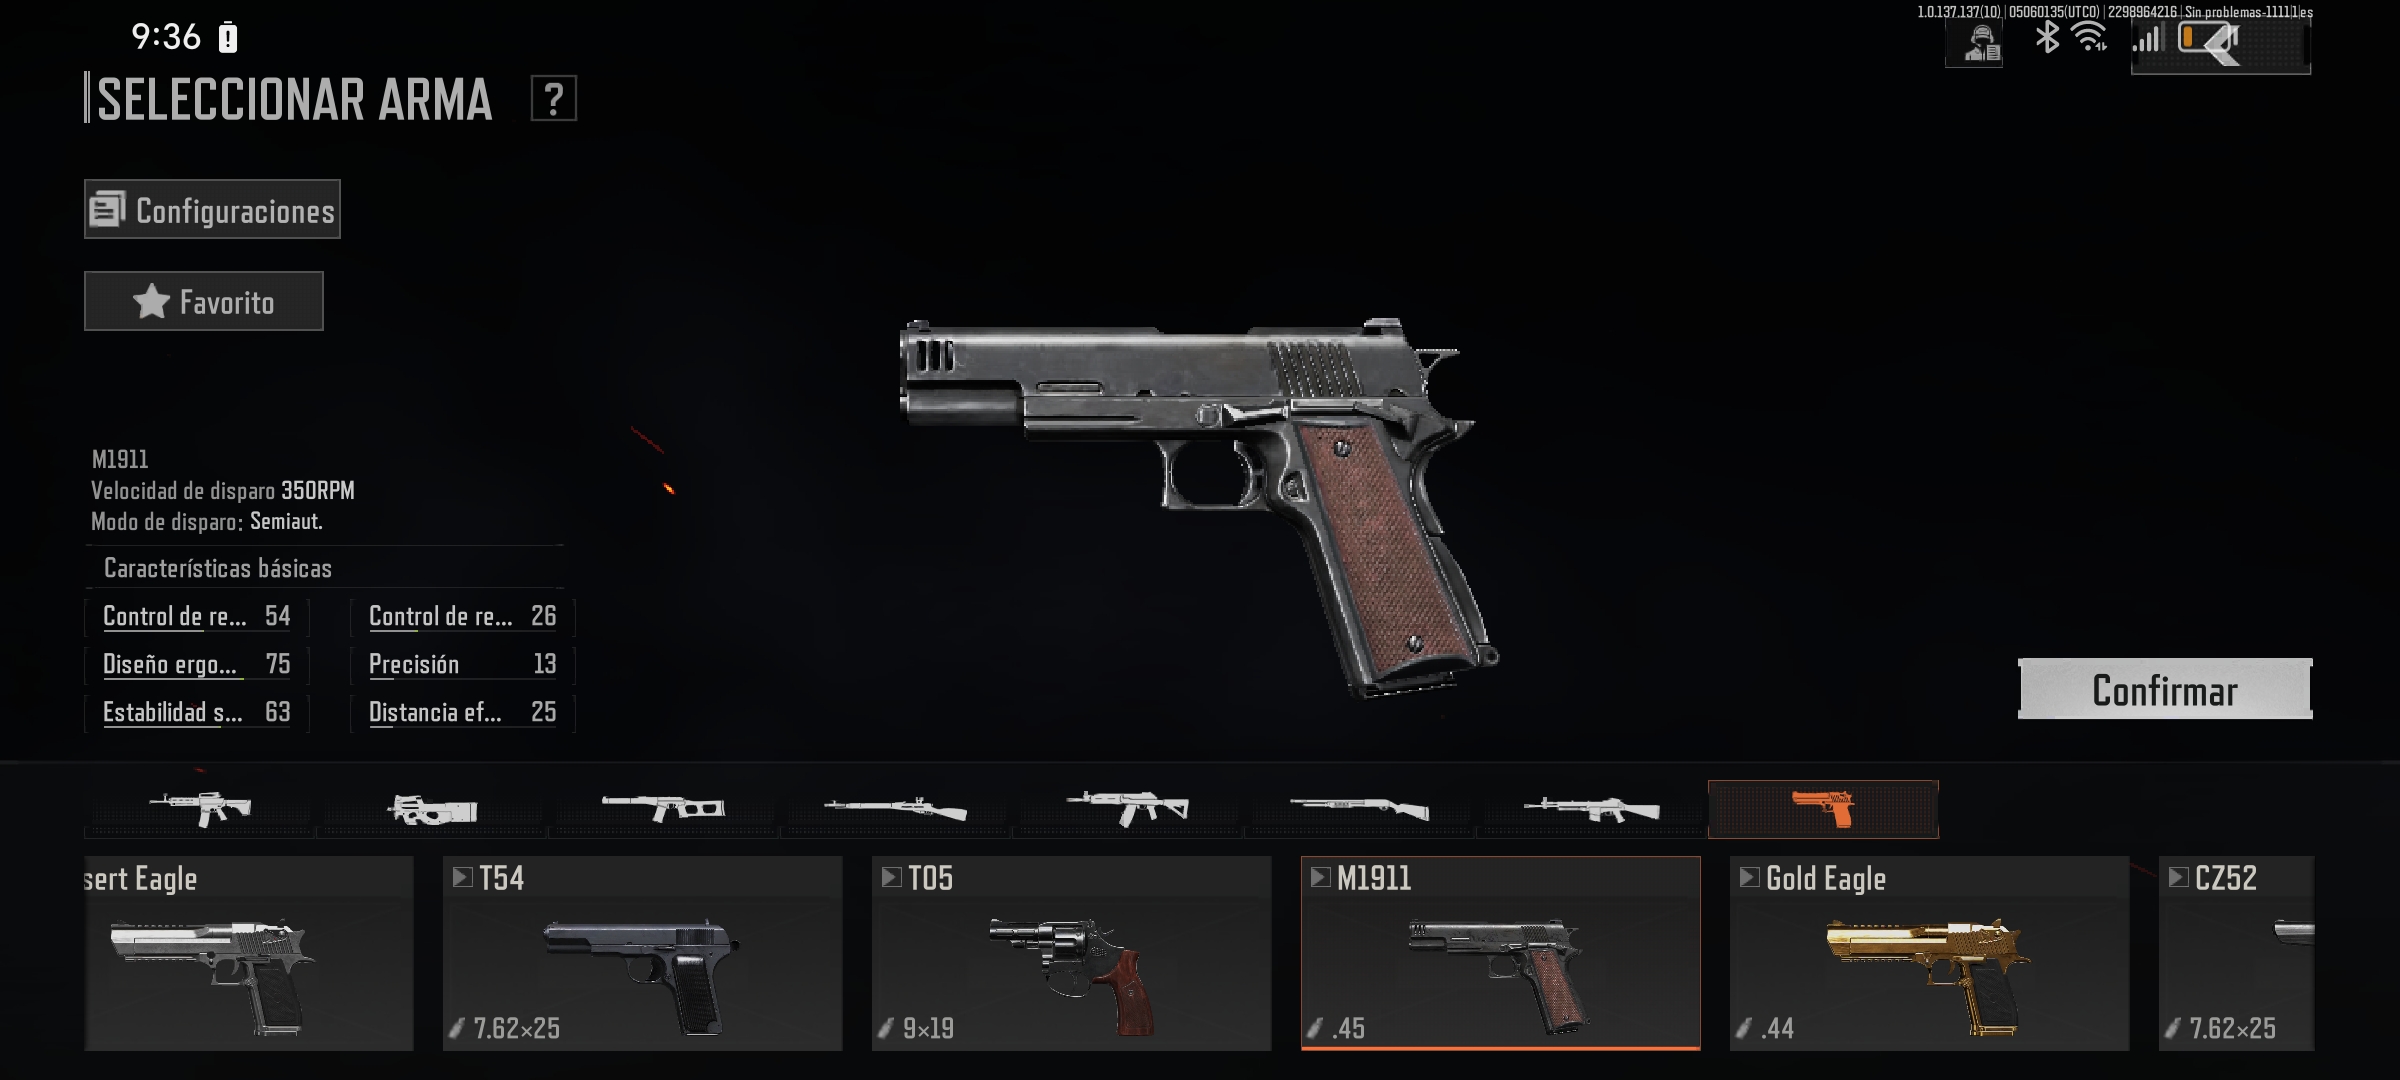 1.0.137.137(10) | 05060135(UTC0) | 2298964216 | Sin problemas-1111|1|es
9:36
SELECCIONAR ARMA ?
Configuraciones
Favorito
M1911
Velocidad de disparo 350RPM
Modo de disparo: Semiaut.
Características básicas
Control de re... 54 Control de re... 26
Diseño ergo... 75 Precisión 13
Estabilidad s... 63 Distancia ef... 25
Confirmar
sert Eagle T54 T05 M1911 Gold Eagle CZ52
7.62×25 9×19 .45 .44 7.62×25